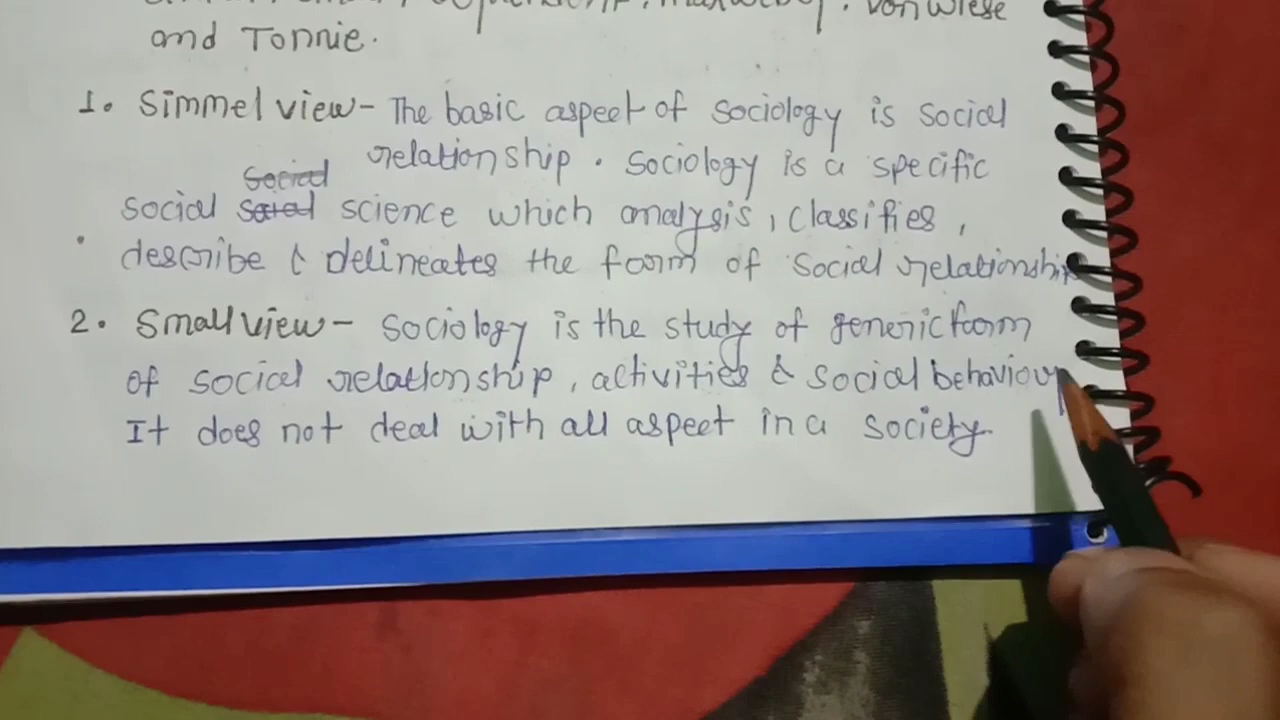 von wiese
and Tonnie.
1. Simmel view - The basic aspect of sociology is social
relationship. Sociology is a specific
social science which analysis, classifies,
describe & delineates the form of social relationship
2. Small view - Sociology is the study of generic form
of social relationship, activities & social behaviour
It does not deal with all aspect in a society.